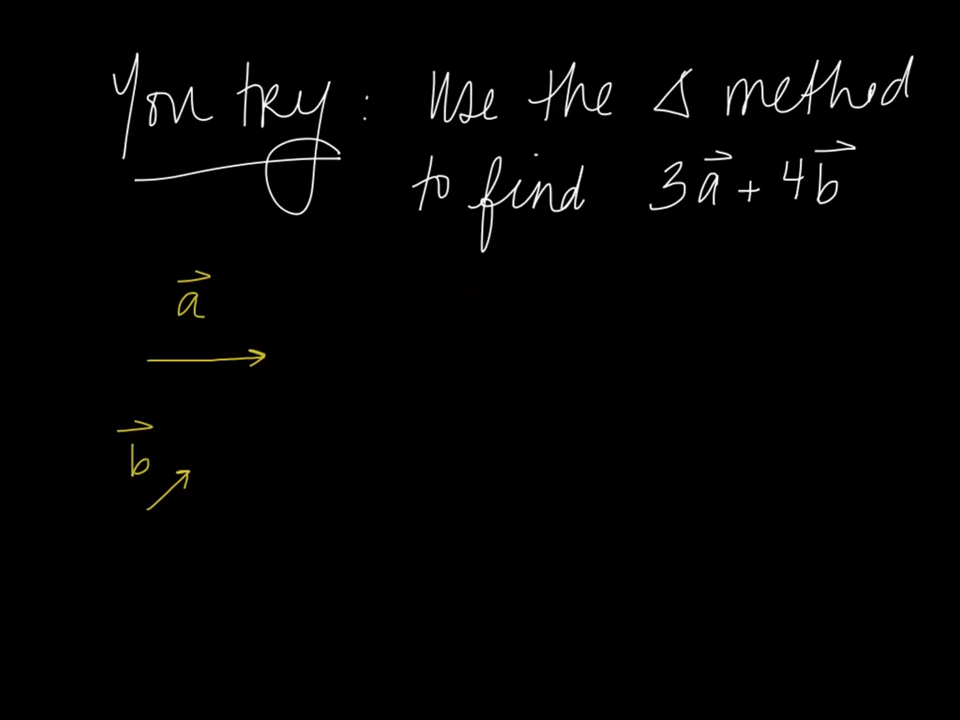 You try: Use the Δ method
to find 3a⃗ + 4b⃗
a⃗
b⃗